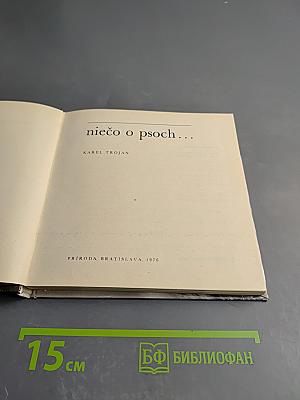 niečo o psoch...
KAREL TROJAN
PRÍRODA, BRATISLAVA, 1976
15 см
БФ БИБЛИОФАН